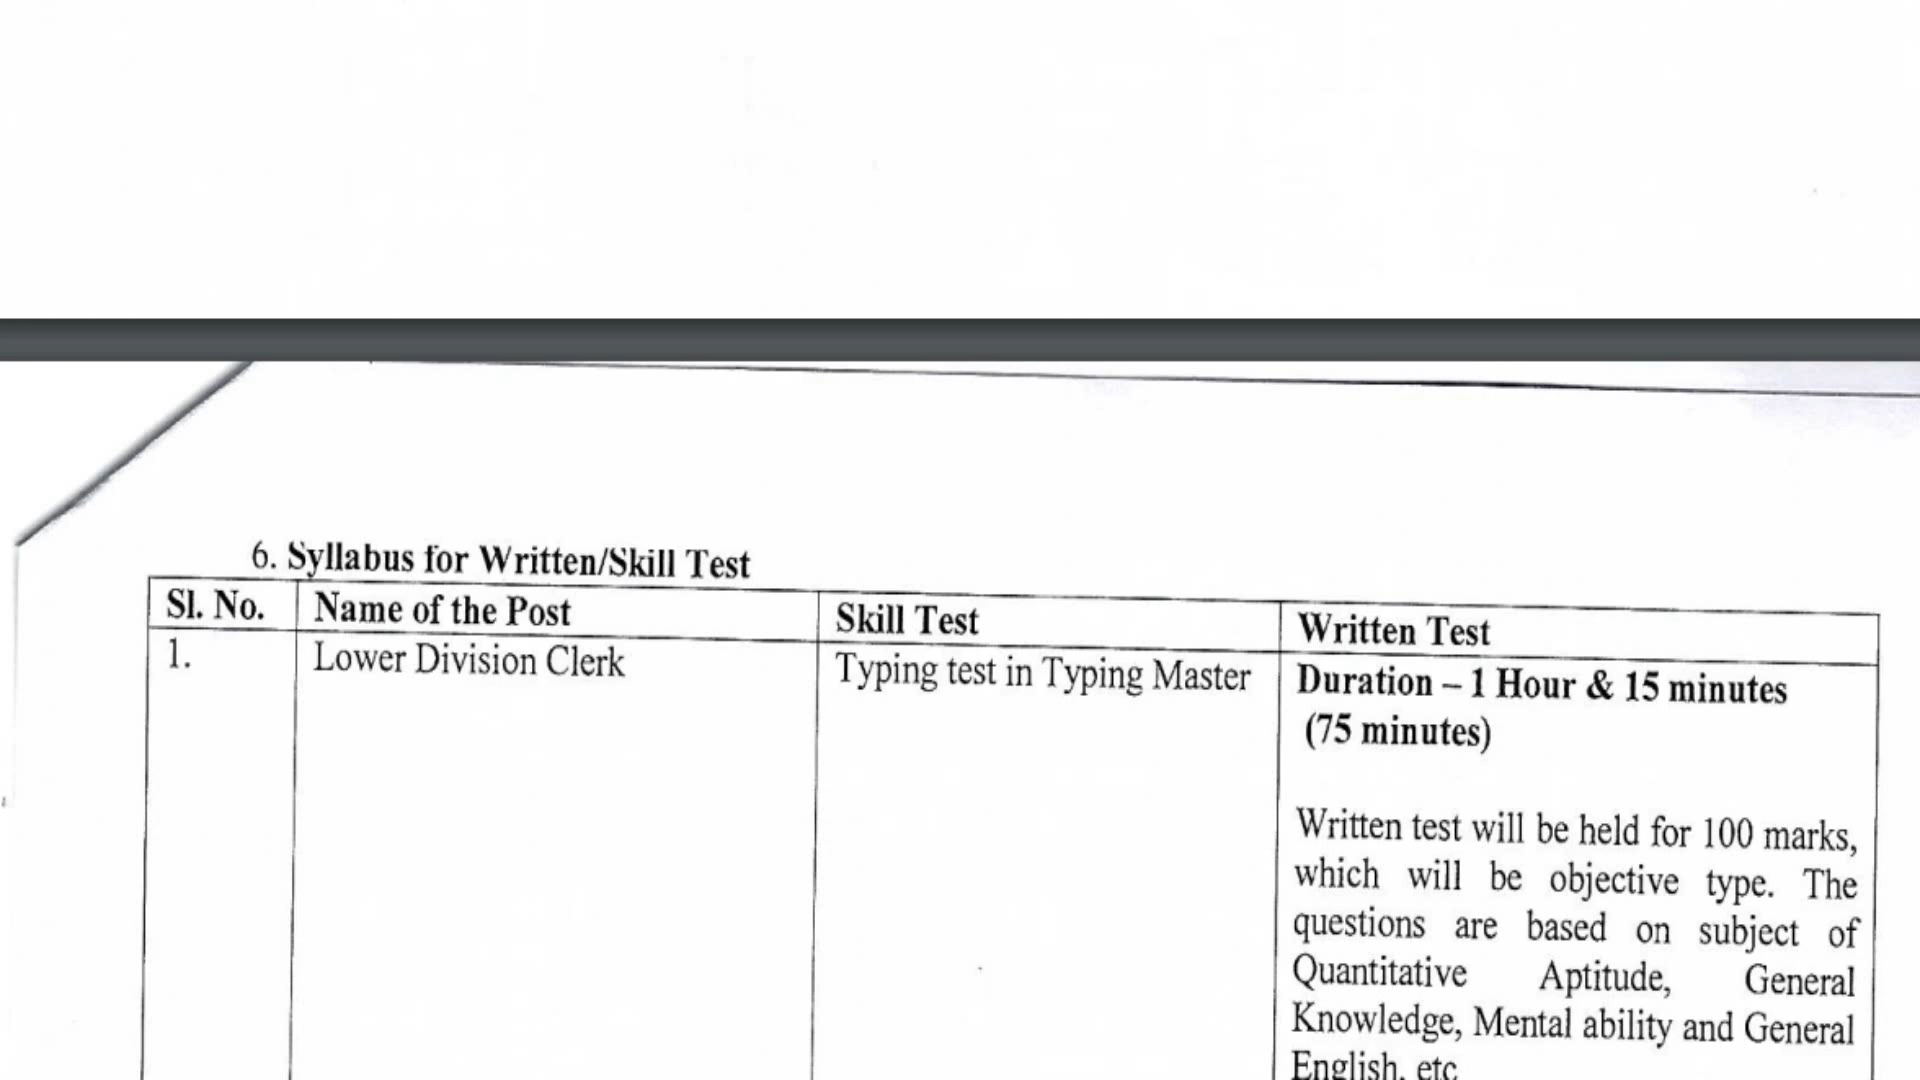 6. Syllabus for Written/Skill Test
Sl. No. Name of the Post Skill Test Written Test
1. Lower Division Clerk Typing test in Typing Master Duration – 1 Hour & 15 minutes
(75 minutes)
Written test will be held for 100 marks,
which will be objective type. The
questions are based on subject of
Quantitative Aptitude, General
Knowledge, Mental ability and General
English, etc